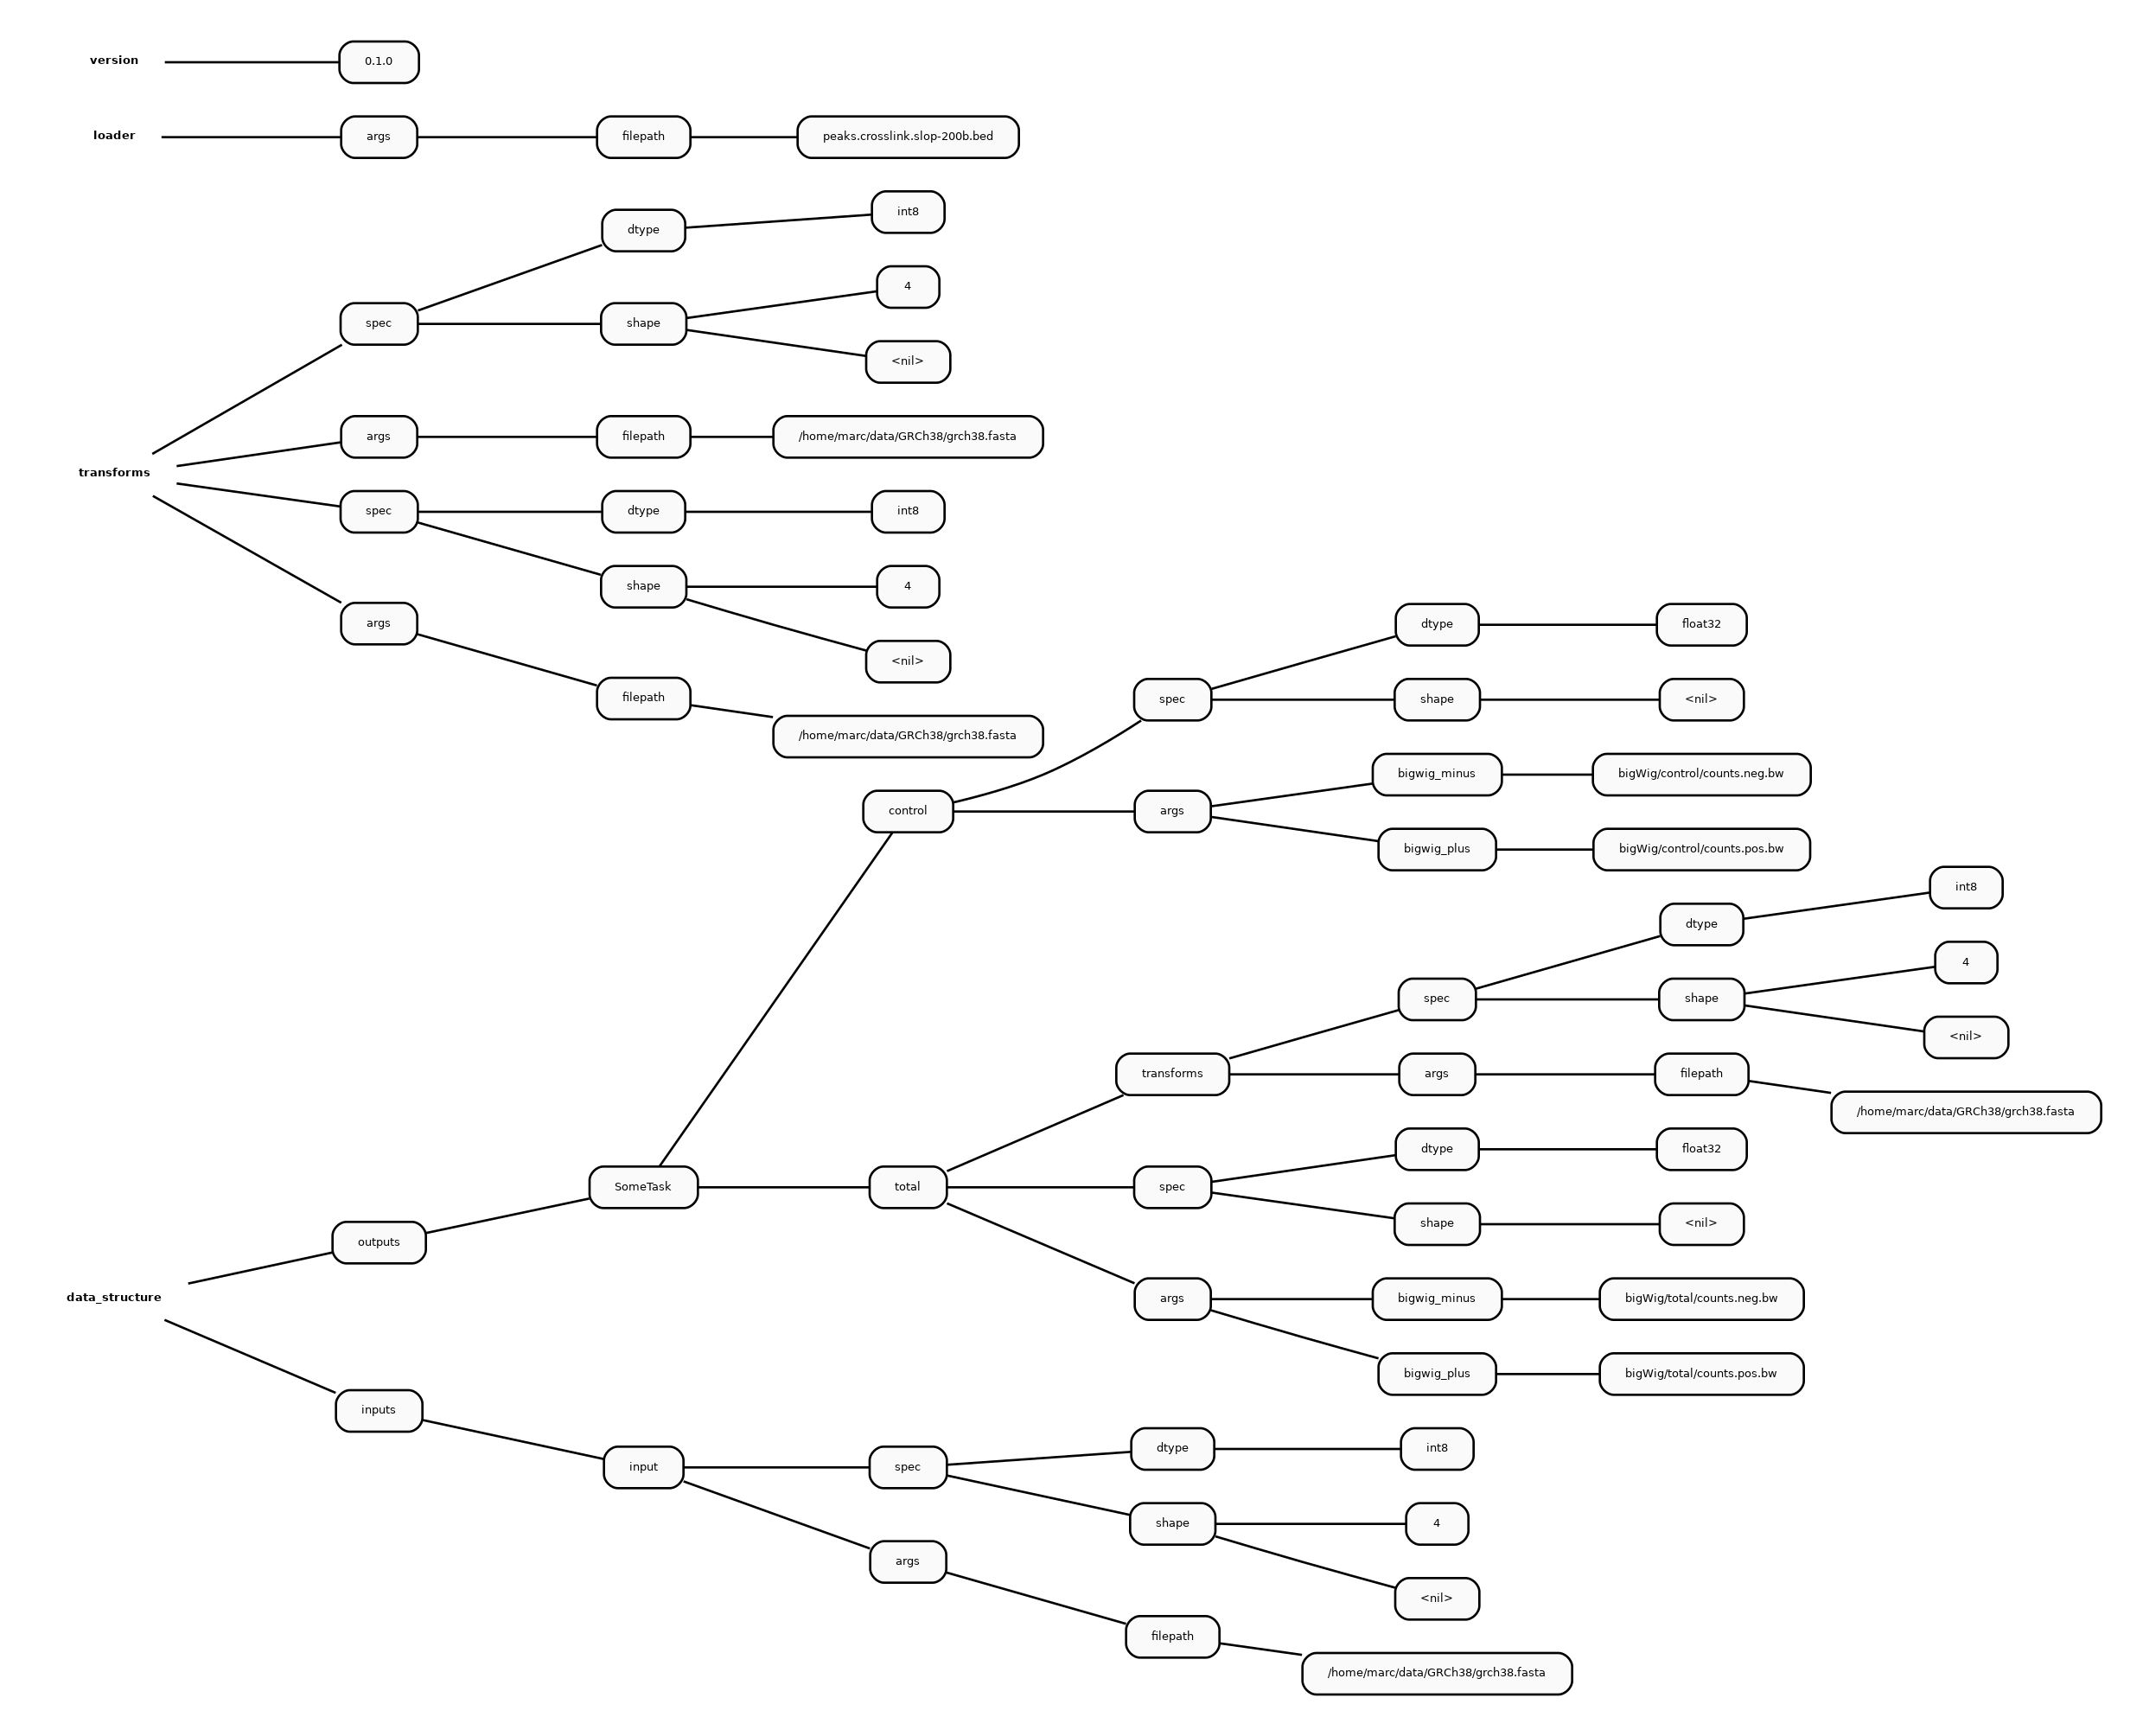 version
0.1.0
loader
args
filepath
peaks.crosslink.slop-200b.bed
transforms
spec
dtype
int8
shape
4
<nil>
args
filepath
/home/marc/data/GRCh38/grch38.fasta
spec
dtype
int8
shape
4
<nil>
args
filepath
/home/marc/data/GRCh38/grch38.fasta
data_structure
outputs
SomeTask
control
spec
dtype
float32
shape
<nil>
args
bigwig_minus
bigWig/control/counts.neg.bw
bigwig_plus
bigWig/control/counts.pos.bw
total
transforms
spec
dtype
int8
shape
4
<nil>
args
filepath
/home/marc/data/GRCh38/grch38.fasta
spec
dtype
float32
shape
<nil>
args
bigwig_minus
bigWig/total/counts.neg.bw
bigwig_plus
bigWig/total/counts.pos.bw
inputs
input
spec
dtype
int8
shape
4
<nil>
args
filepath
/home/marc/data/GRCh38/grch38.fasta